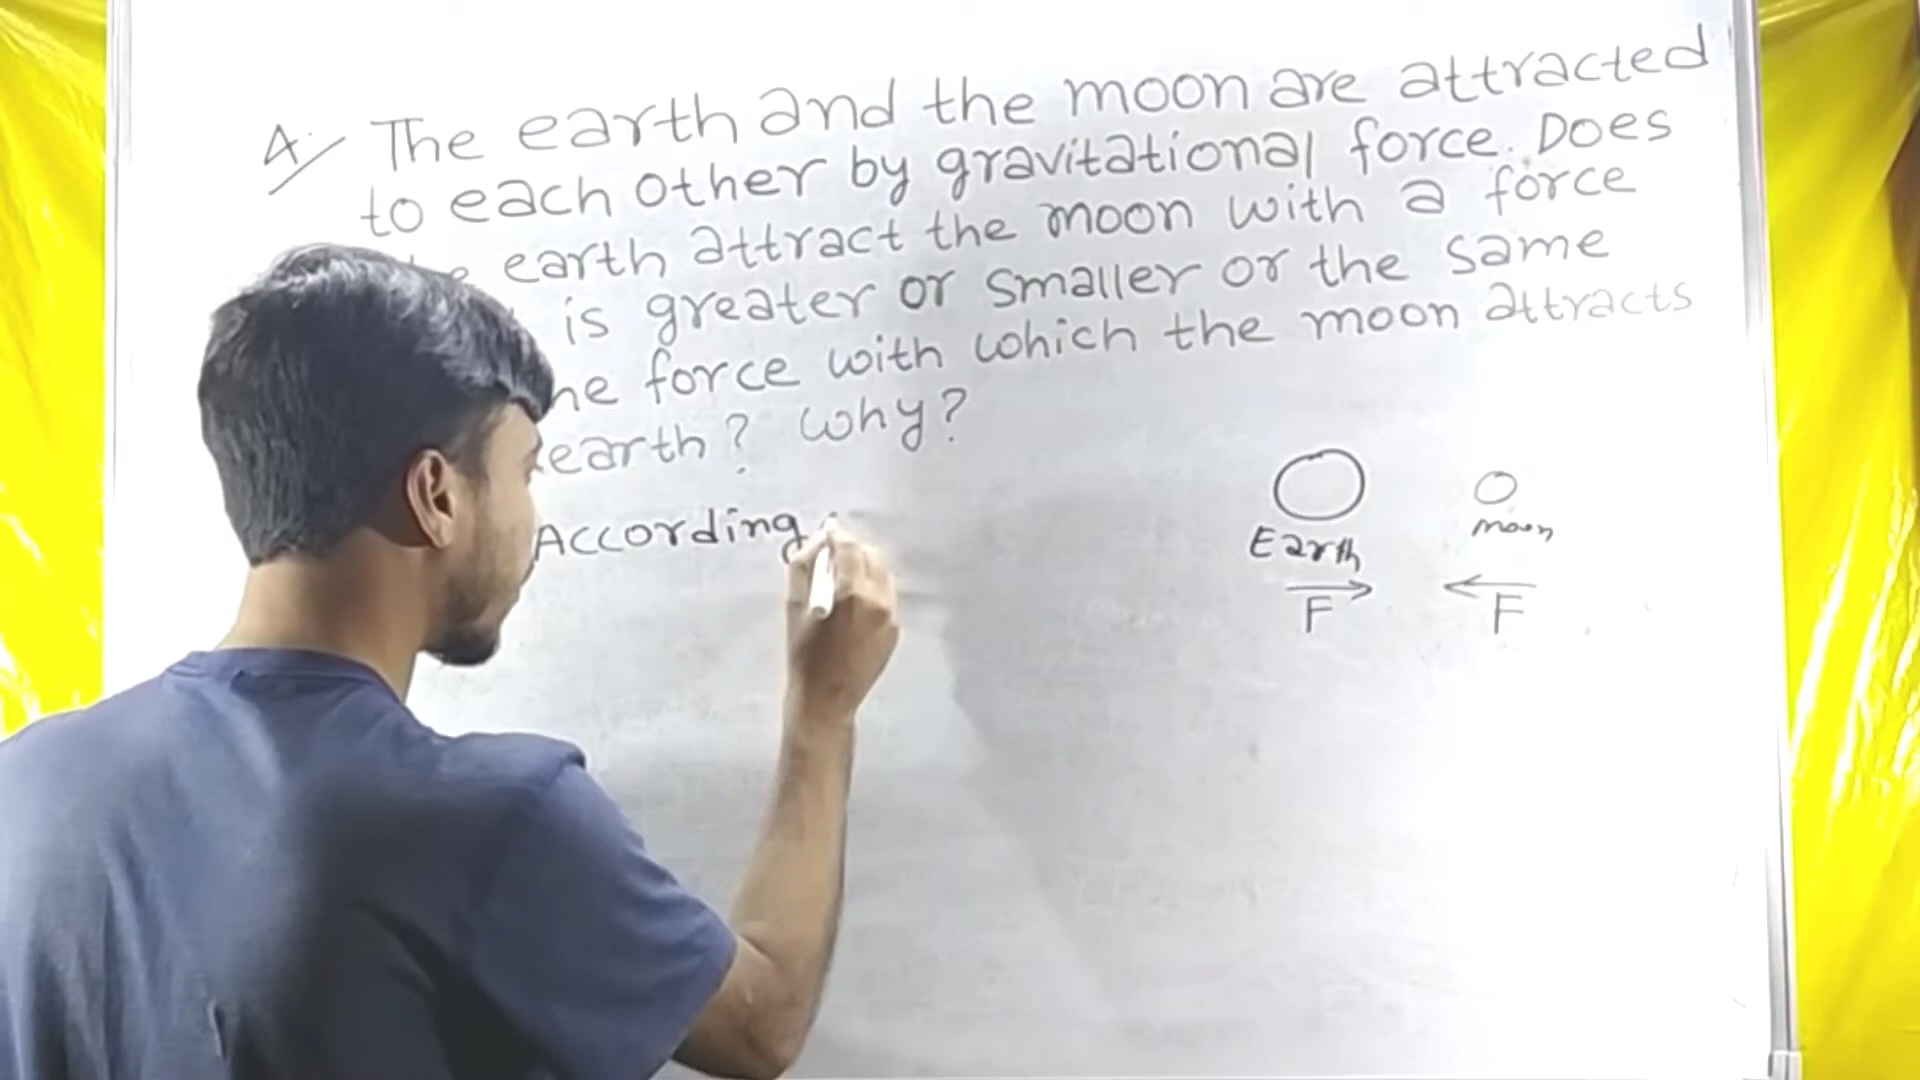 4. The earth and the moon are attracted
to each other by gravitational force. Does
earth attract the moon with a force
is greater or smaller or the same
force with which the moon attracts
earth? Why?
According
Earth
moon
F
F